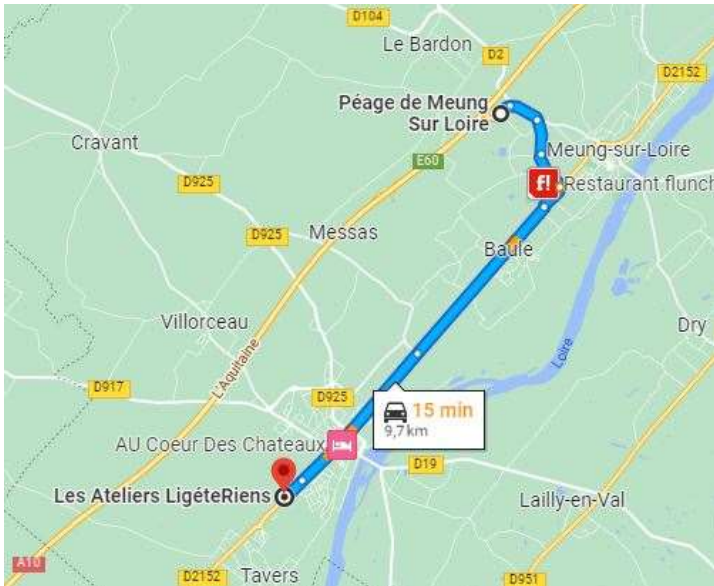 D104
Le Bardon
D2
D2152
Péage de Meung
Sur Loire
Cravant
Meung-sur-Loire
E60
fl
Restaurant flunch
D925
D925
Messas
Baule
Villorceau
Loire
Dry
L'Aquitaine
D917
D925
15 min
9,7 km
AU Coeur Des Chateaux
D19
Les Ateliers LigéteRiens
Lailly-en-Val
A10
D2152
Tavers
D951